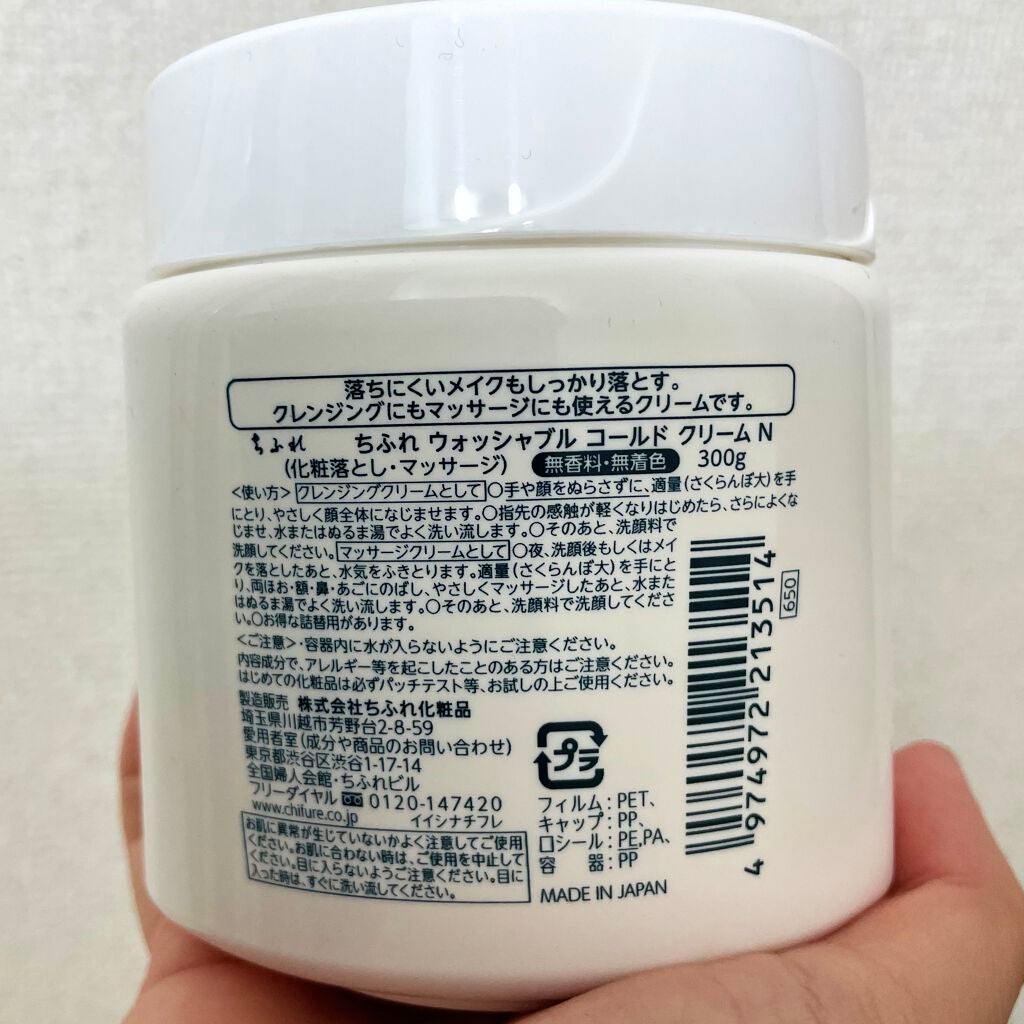 落ちにくいメイクもしっかり落とす。
クレンジングにもマッサージにも使えるクリームです。
ちふれ ちふれ ウォッシャブル コールド クリーム N
(化粧落とし・マッサージ) 無香料・無着色 300g
<使い方> クレンジングクリームとして ○手や顔をぬらさずに、適量(さくらんぼ大)を手
にとり、やさしく顔全体になじませます。○指先の感触が軽くなりはじめたら、さらによくな
じませ、水またはぬるま湯でよく洗い流します。○そのあと、洗顔料で
洗顔してください。 マッサージクリームとして ○夜、洗顔後もしくはメイ
クを落としたあと、水気をふきとります。適量(さくらんぼ大)を手にと
り、両ほお・額・鼻・あごにのばし、やさしくマッサージしたあと、水また
はぬるま湯でよく洗い流します。○そのあと、洗顔料で洗顔してくださ
い。○お得な詰替用があります。
<ご注意>・容器内に水が入らないようにご注意ください。
内容成分で、アレルギー等を起こしたことのある方はご注意ください。
はじめての化粧品は必ずパッチテスト等、お試しの上ご使用ください。
製造販売 株式会社ちふれ化粧品
埼玉県川越市芳野台2-8-59
愛用者室(成分や商品のお問い合わせ)
東京都渋谷区渋谷1-17-14
全国婦人会館・ちふれビル
フリーダイヤル 0120-147420
www.chifure.co.jp イイシナチフレ
お肌に異常が生じていないかよく注意してご使用
ください。お肌に合わない時は、ご使用を中止して
ください。目に入らないようご注意ください。目に
入った時は、すぐに洗い流してください。
プラ
フィルム:PET、
キャップ:PP、
口シール:PE,PA、
容 器:PP
MADE IN JAPAN
4 974972 213514
650